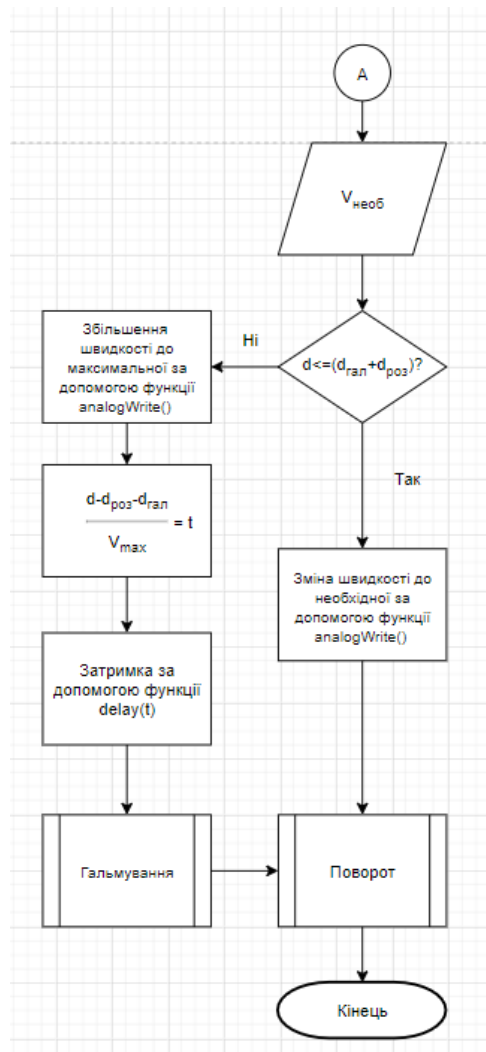 A
Vнеоб
d<=(dгал+dроз)?
Ні
Збільшення
швидкості до
максимальної за
допомогою функції
analogWrite()
Так
d-dроз-dгал
= t
Vmax
Зміна швидкості до
необхідної за
допомогою функції
analogWrite()
Затримка за
допомогою функції
delay(t)
Гальмування
Поворот
Кінець